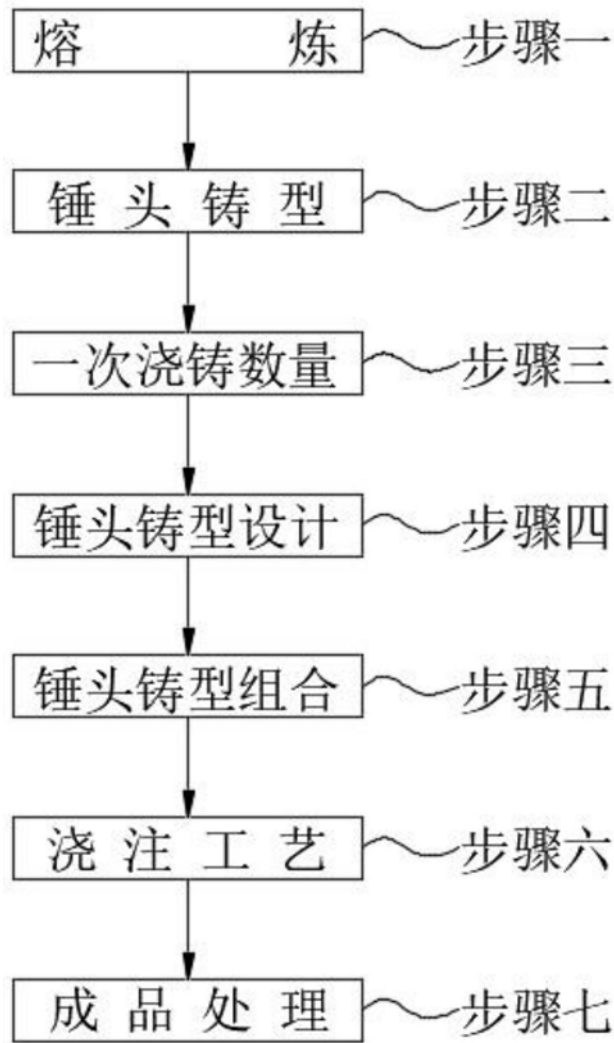 熔炼 步骤一
锤头铸型 步骤二
一次浇铸数量 步骤三
锤头铸型设计 步骤四
锤头铸型组合 步骤五
浇注工艺 步骤六
成品处理 步骤七